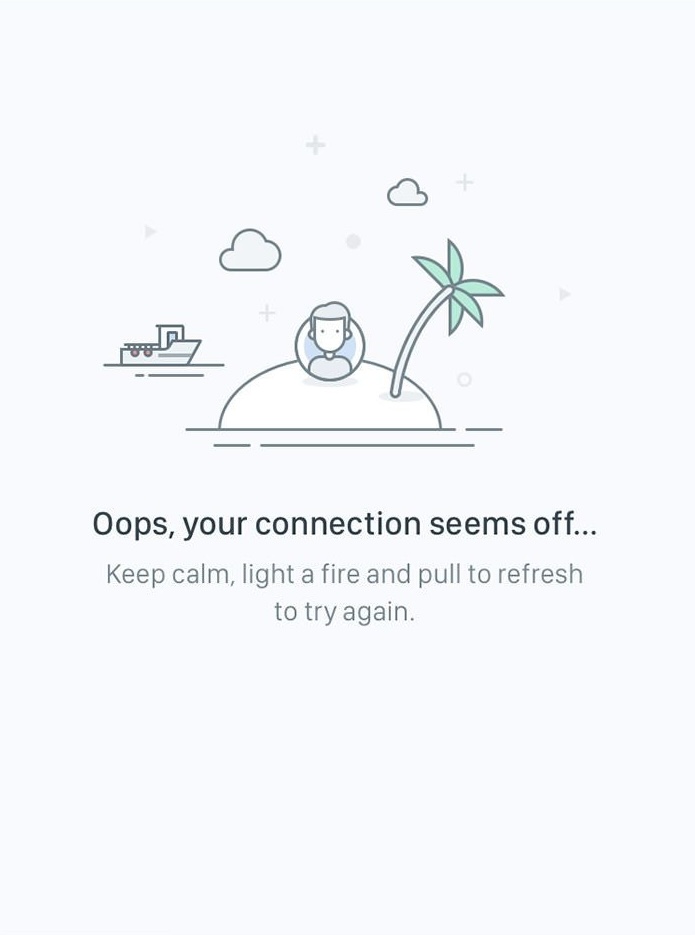 Oops, your connection seems off...
Keep calm, light a fire and pull to refresh
to try again.